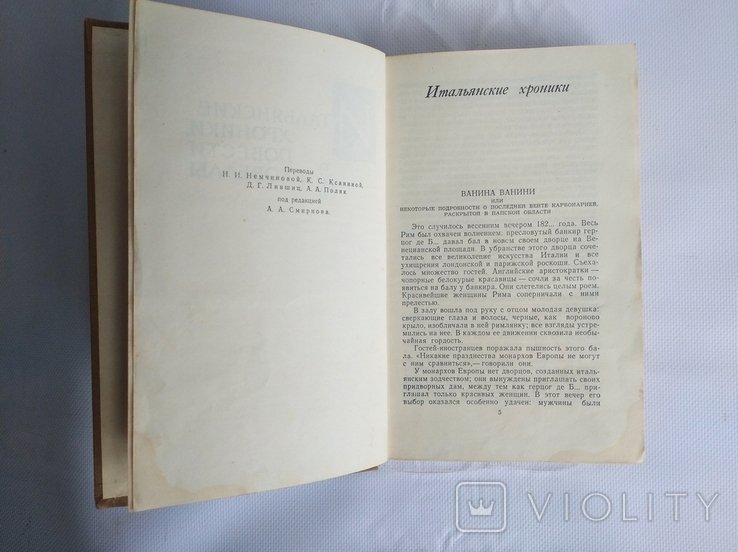 Переводы
Н. И. Немчиновой, К. С. Ксаниной,
Д. Г. Лившиц, А. А. Поляк
под редакцией
А. А. Смирнова.
Итальянские хроники
ВАНИНА ВАНИНИ
или
НЕКОТОРЫЕ ПОДРОБНОСТИ О ПОСЛЕДНЕЙ ВЕНТЕ КАРБОНАРИЕВ,
РАСКРЫТОЙ В ПАПСКОЙ ОБЛАСТИ
Это случилось весенним вечером 182... года. Весь
Рим был охвачен волнением: пресловутый банкир гер-
цог де Б... давал бал в новом своем дворце на Ве-
нецианской площади. В убранстве этого дворца соче-
тались все великолепие искусства Италии и все
ухищрения лондонской и парижской роскоши. Съеха-
лось множество гостей. Английские аристократки —
чопорные белокурые красавицы — сочли за честь по-
явиться на балу у банкира. Они слетелись целым роем.
Красивейшие женщины Рима соперничали с ними
прелестью.
В залу вошла под руку с отцом молодая девушка:
сверкающие глаза и волосы, черные, как вороново
крыло, изобличали в ней римлянку; все взгляды устре-
мились на нее. В каждом ее движении сквозила необы-
чайная гордость.
Гостей-иностранцев поражала пышность этого ба-
ла. «Никакие празднества монархов Европы не могут
с ним сравниться»,— говорили они.
У монархов Европы нет дворцов, созданных италь-
янским зодчеством; они вынуждены приглашать своих
придворных дам, между тем как герцог де Б... при-
глашал только красивых женщин. В этот вечер его
выбор оказался особенно удачен: мужчины были
5
VIOLITY